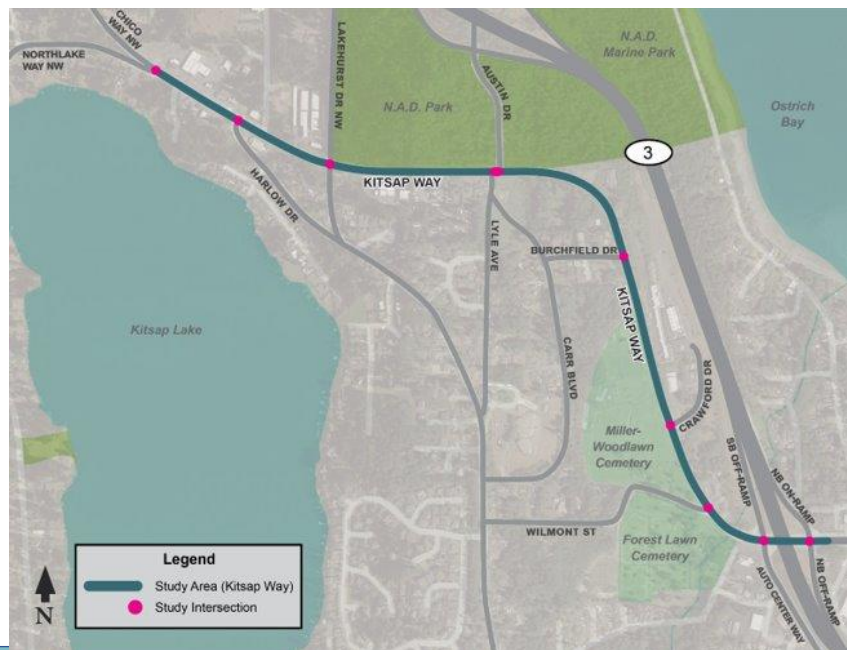 CHICO
WAY NW
NORTHLAKE
WAY NW
LAKEHURST DR NW
N.A.D.
Marine Park
AUSTIN DR
N.A.D. Park
Ostrich
Bay
3
KITSAP WAY
HARLOW DR
LYLE AVE
BURCHFIELD DR
KITSAP WAY
Kitsap Lake
CARR BLVD
CRAWFORD DR
Miller-
Woodlawn
Cemetery
SB OFF-RAMP
NB ON-RAMP
WILMONT ST
Forest Lawn
Cemetery
AUTO CENTER WAY
NB OFF-RAMP
Legend
Study Area (Kitsap Way)
Study Intersection
N